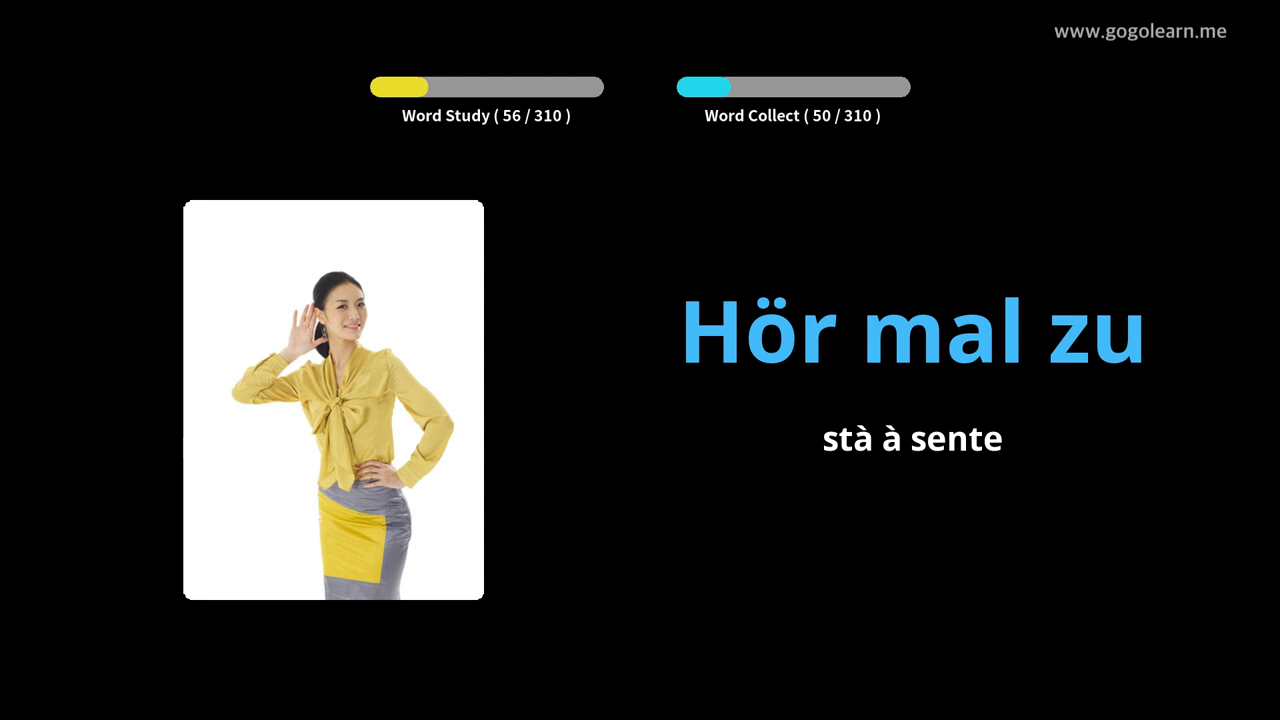 www.gogolearn.me
Word Study ( 56 / 310 )
Word Collect ( 50 / 310 )
Hör mal zu
stà à sente